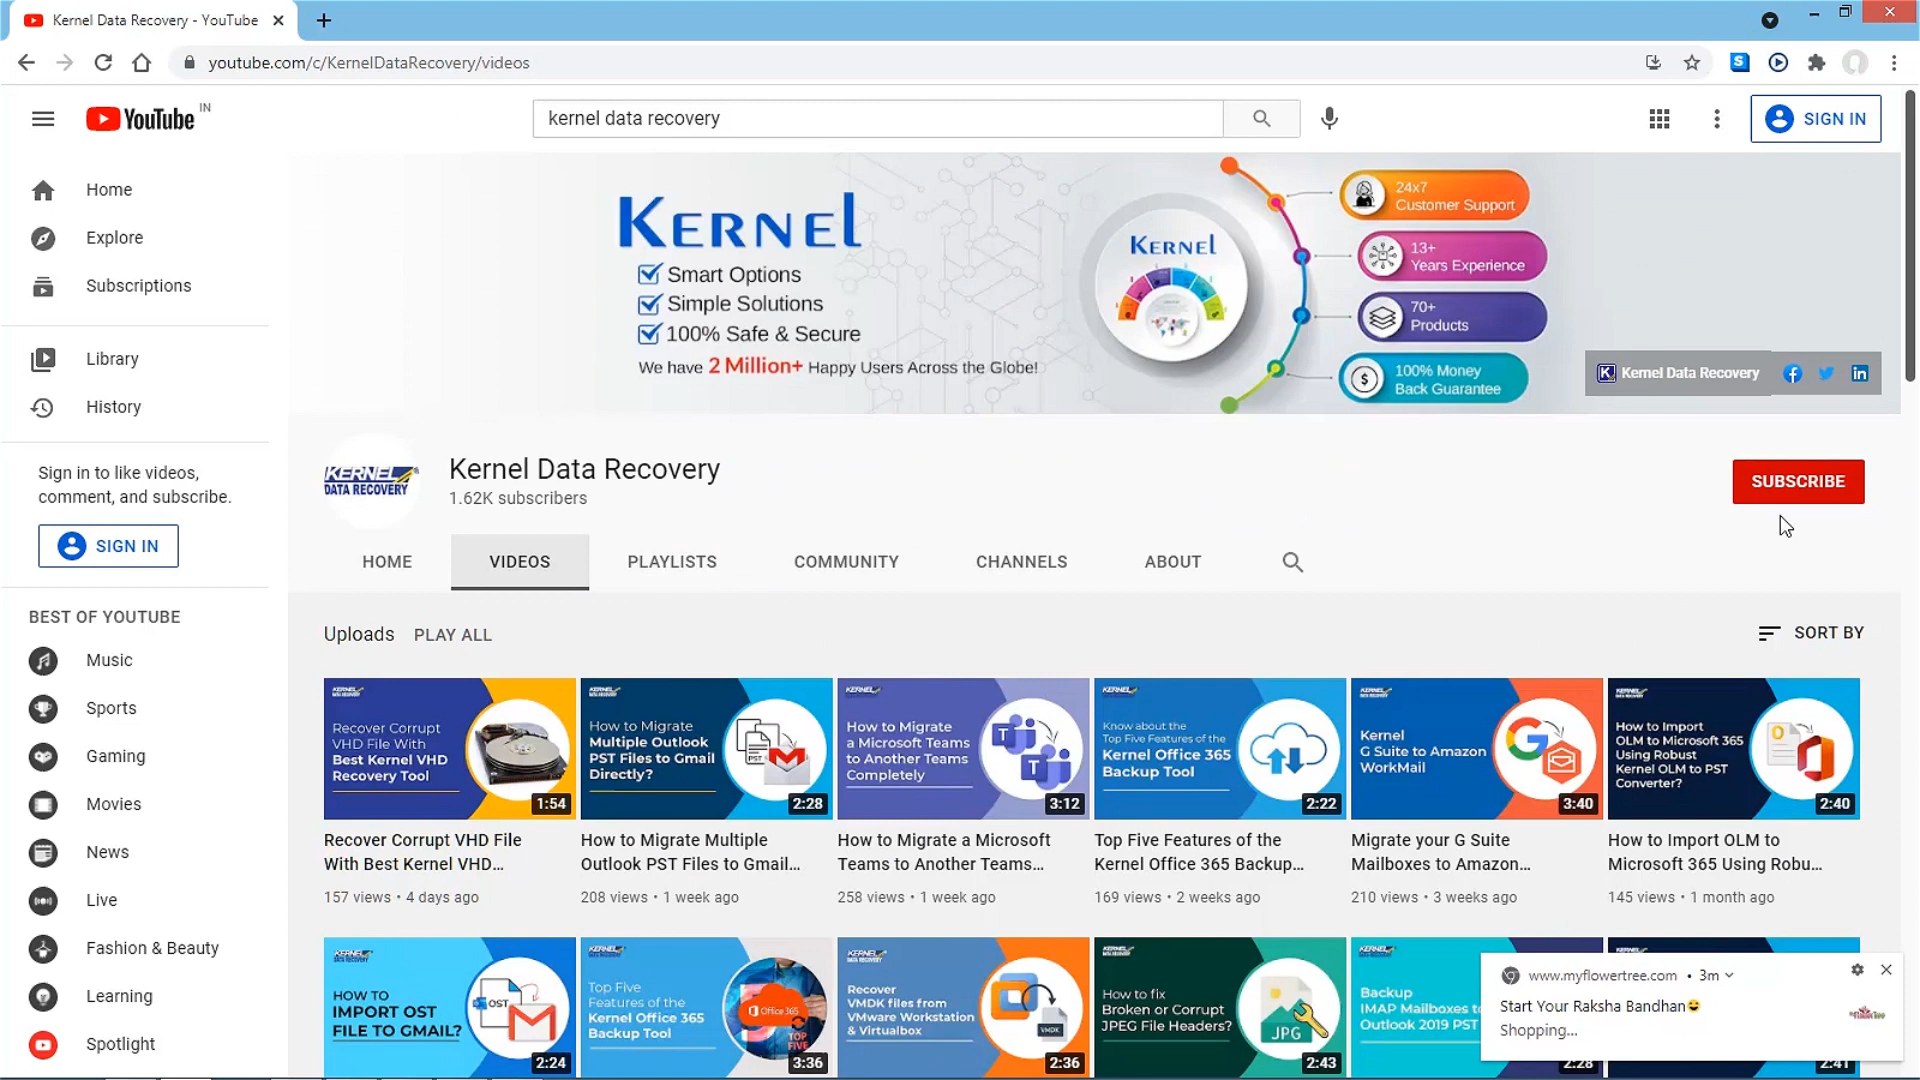 Kernel Data Recovery - YouTube
youtube.com/c/KernelDataRecovery/videos
YouTube IN
kernel data recovery
SIGN IN
Home
Explore
Subscriptions
Library
History
Sign in to like videos,
comment, and subscribe.
SIGN IN
BEST OF YOUTUBE
Music
Sports
Gaming
Movies
News
Live
Fashion & Beauty
Learning
Spotlight
KERNEL
Smart Options
Simple Solutions
100% Safe & Secure
We have 2 Million+ Happy Users Across the Globe!
KERNEL
24x7
Customer Support
13+
Years Experience
70+
Products
100% Money
Back Guarantee
Kernel Data Recovery
KERNEL
DATA RECOVERY
Kernel Data Recovery
1.62K subscribers
SUBSCRIBE
HOME
VIDEOS
PLAYLISTS
COMMUNITY
CHANNELS
ABOUT
Uploads
PLAY ALL
SORT BY
Recover Corrupt
VHD File With
Best Kernel VHD
Recovery Tool
1:54
Recover Corrupt VHD File
With Best Kernel VHD...
157 views • 4 days ago
How to Migrate
Multiple Outlook
PST Files to Gmail
Directly?
2:28
How to Migrate Multiple
Outlook PST Files to Gmail...
208 views • 1 week ago
How to Migrate
a Microsoft Teams
to Another Teams
Completely
3:12
How to Migrate a Microsoft
Teams to Another Teams...
258 views • 1 week ago
Know about the
Top Five Features of the
Kernel Office 365
Backup Tool
2:22
Top Five Features of the
Kernel Office 365 Backup...
169 views • 2 weeks ago
Kernel
G Suite to Amazon
WorkMail
3:40
Migrate your G Suite
Mailboxes to Amazon...
210 views • 3 weeks ago
How to Import
OLM to Microsoft 365
Using Robust
Kernel OLM to PST
Converter?
2:40
How to Import OLM to
Microsoft 365 Using Robu...
145 views • 1 month ago
HOW TO
IMPORT OST
FILE TO GMAIL?
OST
2:24
Top Five
Features of the
Kernel Office 365
Backup Tool
Office 365
TOP
FIVE
3:36
Recover
VMDK files from
VMware Workstation
& Virtualbox
VMDK
2:36
How to fix
Broken or Corrupt
JPEG File Headers?
JPG
2:43
Backup
IMAP Mailboxes to
Outlook 2019 PST
2:28
2:41
www.myflowertree.com • 3m
Start Your Raksha Bandhan😄
Shopping...